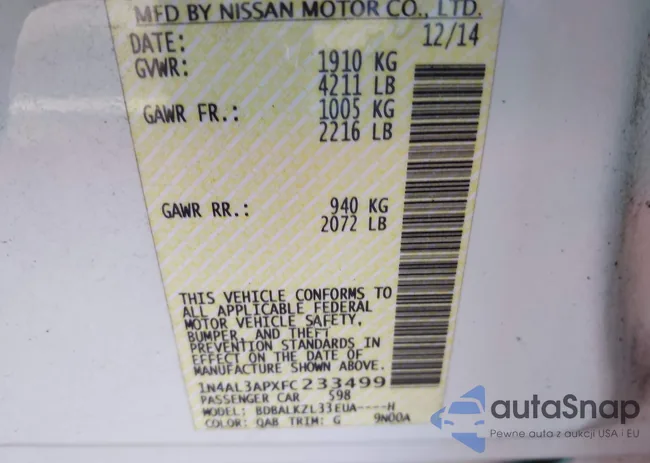 MFD BY NISSAN MOTOR CO., LTD.
DATE: 12/14
GVWR: 1910 KG
4211 LB
GAWR FR.: 1005 KG
2216 LB
GAWR RR.: 940 KG
2072 LB
THIS VEHICLE CONFORMS TO
ALL APPLICABLE FEDERAL
MOTOR VEHICLE SAFETY,
BUMPER, AND THEFT
PREVENTION STANDARDS IN
EFFECT ON THE DATE OF
MANUFACTURE SHOWN ABOVE.
1N4AL3APXFC233499
PASSENGER CAR S98
MODEL: BDBALKZL33EUA----H
COLOR: QAB TRIM: G 9N00A
autoSnap
Pewne auta z aukcji USA i EU